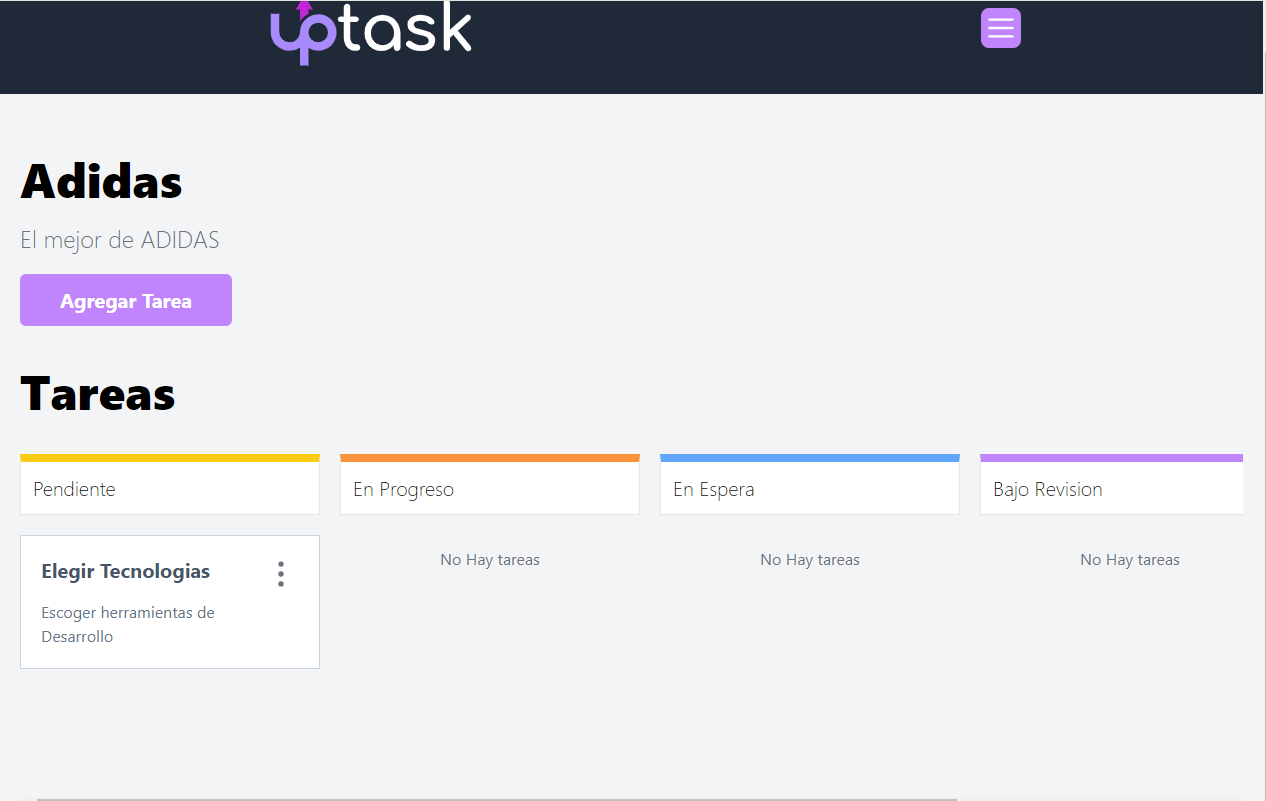 uptask
Adidas
El mejor de ADIDAS
Agregar Tarea
Tareas
Pendiente
En Progreso
En Espera
Bajo Revision
Elegir Tecnologias
Escoger herramientas de
Desarrollo
No Hay tareas
No Hay tareas
No Hay tareas